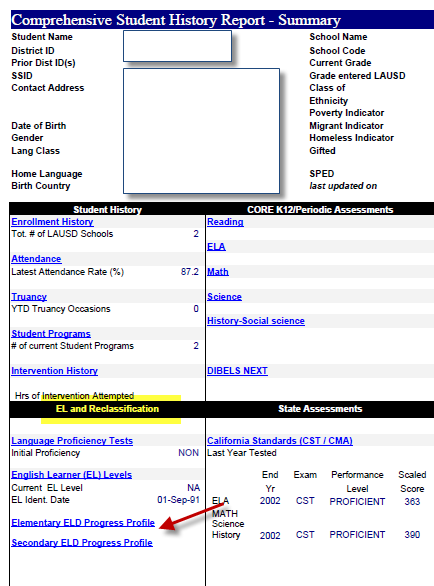 Comprehensive Student History Report - Summary
Student Name School Name
District ID School Code
Prior Dist ID(s) Current Grade
SSID Grade entered LAUSD
Contact Address Class of
Ethnicity
Poverty Indicator
Date of Birth Migrant Indicator
Gender Homeless Indicator
Lang Class Gifted
Home Language SPED
Birth Country last updated on
Student History CORE K12/Periodic Assessments
Enrollment History Reading
Tot. # of LAUSD Schools 2
ELA
Attendance
Latest Attendance Rate (%) 87.2 Math
Truancy Science
YTD Truancy Occasions 0
History-Social science
Student Programs
# of current Student Programs 2
Intervention History DIBELS NEXT
Hrs of Intervention Attempted
EL and Reclassification State Assessments
Language Proficiency Tests California Standards (CST / CMA)
Initial Proficiency NON Last Year Tested
English Learner (EL) Levels End Exam Performance Scaled
Current EL Level NA Yr Level Score
EL Ident. Date 01-Sep-91 ELA 2002 CST PROFICIENT 363
MATH
Elementary ELD Progress Profile Science
History 2002 CST PROFICIENT 390
Secondary ELD Progress Profile